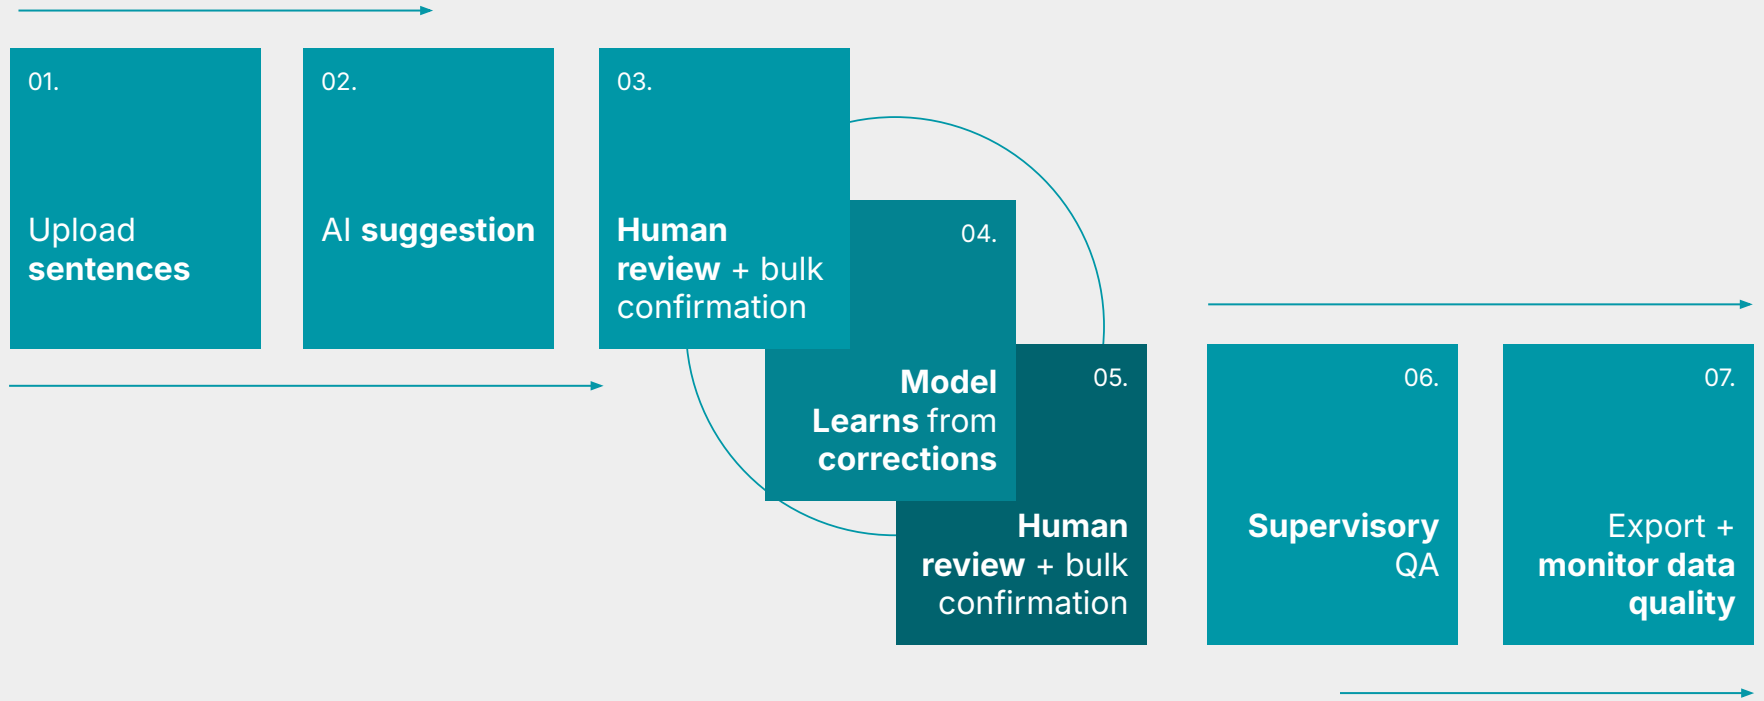 01.
Upload
sentences
02.
AI suggestion
03.
Human
review + bulk
confirmation
04.
Model
Learns from
corrections
05.
Human
review + bulk
confirmation
06.
Supervisory
QA
07.
Export +
monitor data
quality